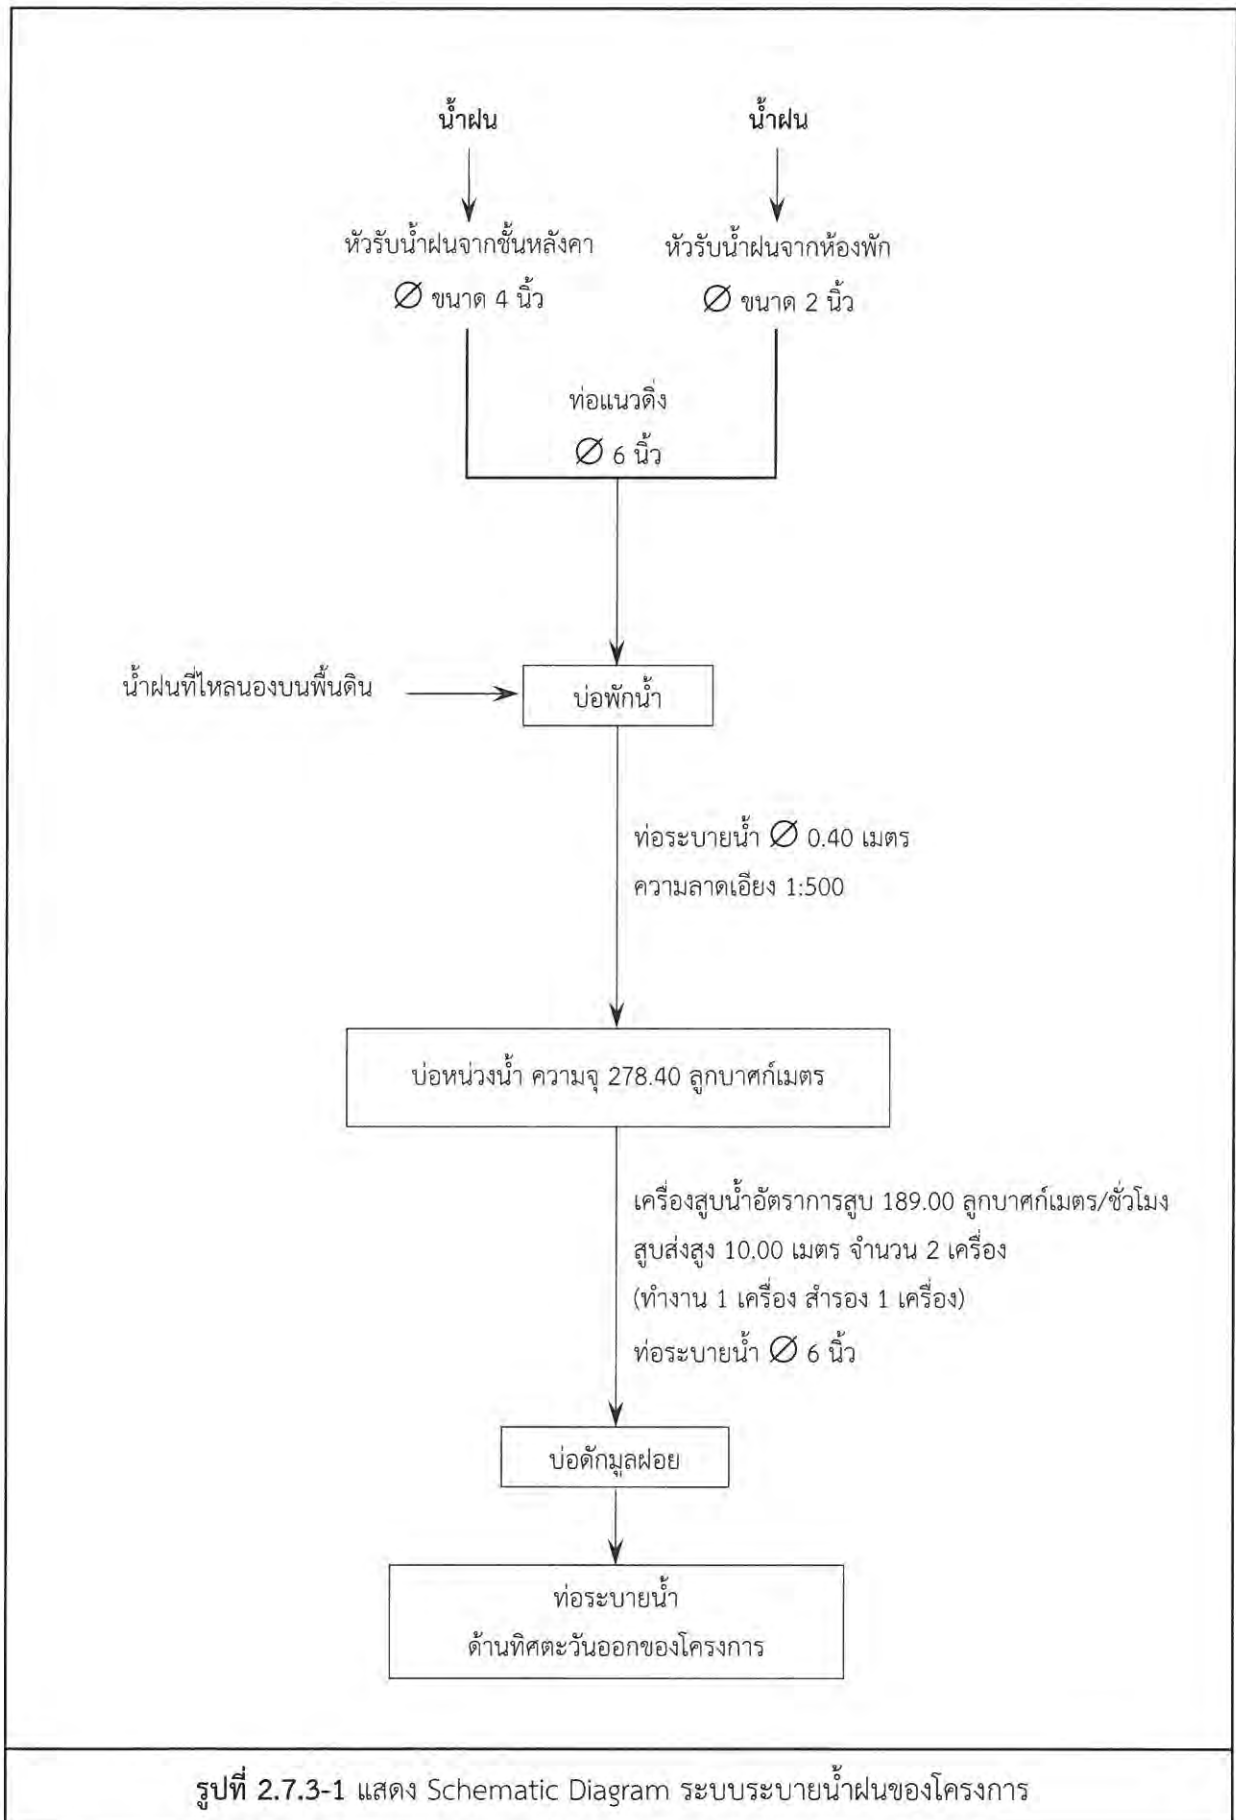 น้ำฝน
น้ำฝน
หัวรับน้ำฝนจากชั้นหลังคา
∅ ขนาด 4 นิ้ว
หัวรับน้ำฝนจากห้องพัก
∅ ขนาด 2 นิ้ว
ท่อแนวดิ่ง
∅ 6 นิ้ว
น้ำฝนที่ไหลนองบนพื้นดิน
บ่อพักน้ำ
ท่อระบายน้ำ ∅ 0.40 เมตร
ความลาดเอียง 1:500
บ่อหน่วงน้ำ ความจุ 278.40 ลูกบาศก์เมตร
เครื่องสูบน้ำอัตราการสูบ 189.00 ลูกบาศก์เมตร/ชั่วโมง
สูบส่งสูง 10.00 เมตร จำนวน 2 เครื่อง
(ทำงาน 1 เครื่อง สำรอง 1 เครื่อง)
ท่อระบายน้ำ ∅ 6 นิ้ว
บ่อดักมูลฝอย
ท่อระบายน้ำ
ด้านทิศตะวันออกของโครงการ
รูปที่ 2.7.3-1 แสดง Schematic Diagram ระบบระบายน้ำฝนของโครงการ